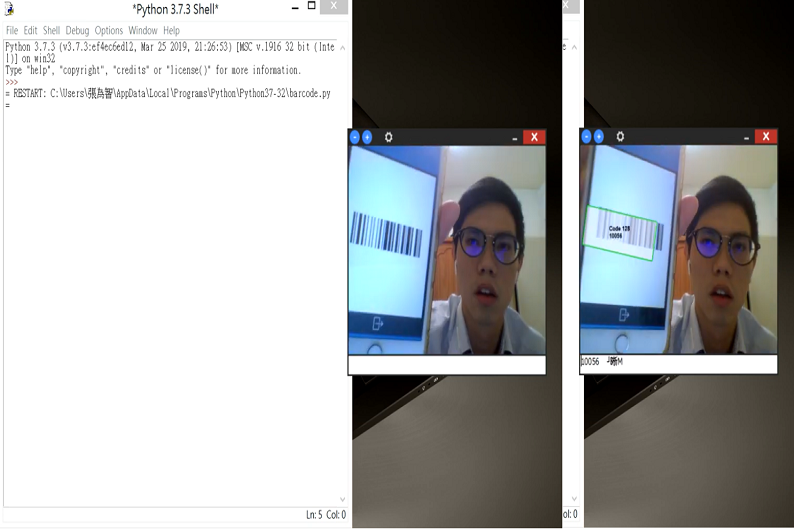 *Python 3.7.3 Shell*
File Edit Shell Debug Options Window Help
Python 3.7.3 (v3.7.3:ef4ec6ed12, Mar 25 2019, 21:26:53) [MSC v.1916 32 bit (Inte
l)] on win32
Type "help", "copyright", "credits" or "license()" for more information.
>>>
= RESTART: C:\Users\張為智\AppData\Local\Programs\Python\Python37-32\barcode.py
=
Ln: 5 Col: 0
e
Code 128
10056
10056
ol: 0